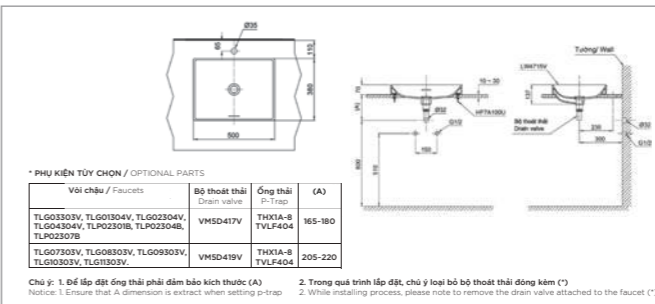 Ø35
65
110
380
500
Tường/ Wall
LW4715V
10~30
70
(A)
Ø32
HF7A100U
G1/2
150
Bộ thoát thải
Drain valve
210
300
Ø32
G1/2
* PHỤ KIỆN TÙY CHỌN / OPTIONAL PARTS
Vòi chậu / Faucets
Bộ thoát thải
Drain valve
Ống thải
P-Trap
(A)
TLG03303V, TLG01304V, TLG02304V,
TLG04304V, TLP02301B, TLP02304B,
TLP02307B
VM5D417V
THX1A-8
TVLF404
165-180
TLG07303V, TLG08303V, TLG09303V,
TLG10303V, TLG11303V.
VM5D419V
THX1A-8
TVLF404
205-220
Chú ý: 1. Để lắp đặt ống thải phải đảm bảo kích thước (A)
Notice: 1. Ensure that A dimension is extract when setting p-trap
2. Trong quá trình lắp đặt, chú ý loại bỏ bộ thoát thải đóng kèm (*)
2. While installing process, please note to remove the drain valve attached to the faucet (*)